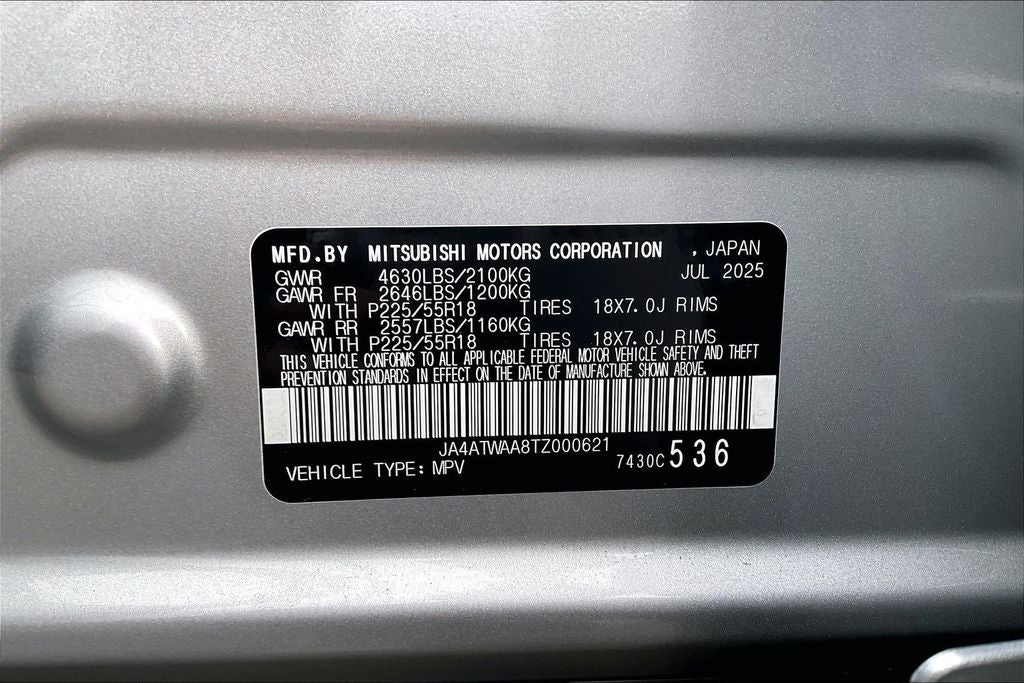 MFD.BY MITSUBISHI MOTORS CORPORATION , JAPAN
GVWR 4630LBS/2100KG JUL 2025
GAWR FR 2646LBS/1200KG
WITH P225/55R18 TIRES 18X7.0J RIMS
GAWR RR 2557LBS/1160KG
WITH P225/55R18 TIRES 18X7.0J RIMS
THIS VEHICLE CONFORMS TO ALL APPLICABLE FEDERAL MOTOR VEHICLE SAFETY AND THEFT
PREVENTION STANDARDS IN EFFECT ON THE DATE OF MANUFACTURE SHOWN ABOVE.
JA4ATWAA8TZ000621
VEHICLE TYPE: MPV 7430C 536